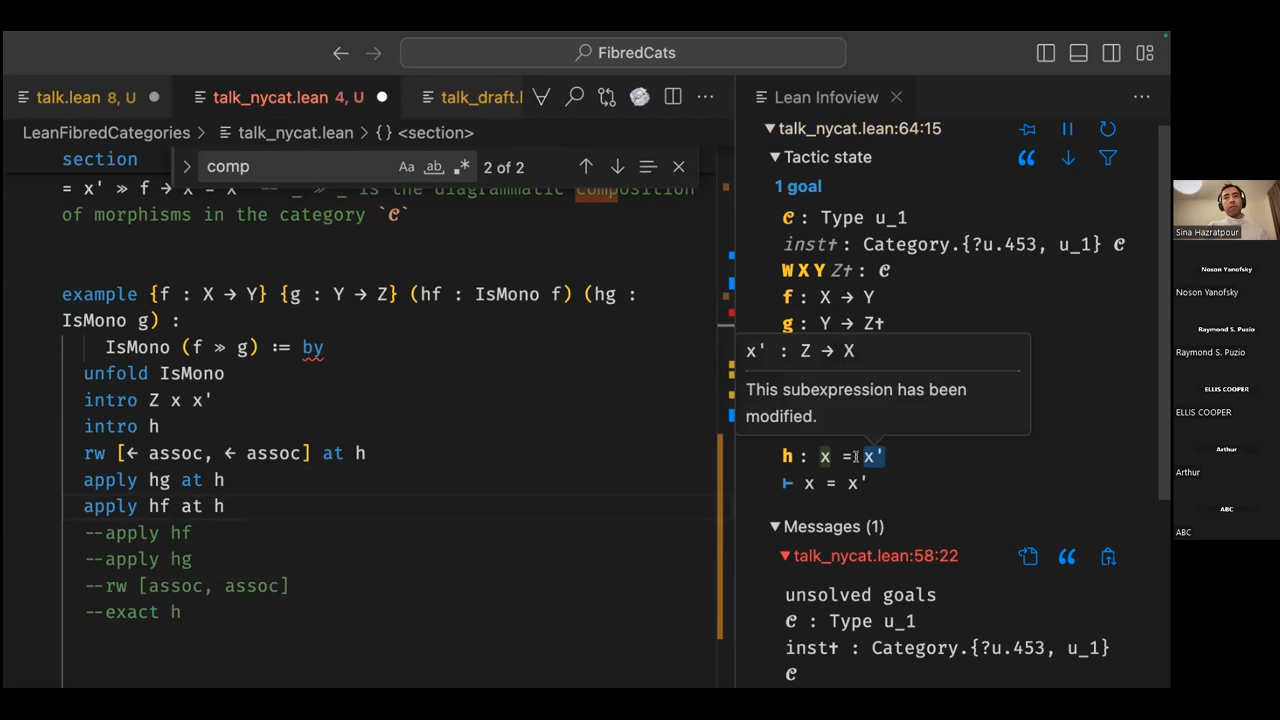 FibredCats
talk.lean 8, U
talk_nycat.lean 4, U
talk_draft.l
Lean Infoview
LeanFibredCategories > talk_nycat.lean > {} <section>
section
comp
Aa ab
2 of 2
= x' ≫ f → x = x' -- _ ≫ _ is the diagrammatic composition
of morphisms in the category `𝒞`
example {f : X → Y} {g : Y → Z} (hf : IsMono f) (hg :
IsMono g) :
IsMono (f ≫ g) := by
unfold IsMono
intro Z x x'
intro h
rw [← assoc, ← assoc] at h
apply hg at h
apply hf at h
--apply hf
--apply hg
--rw [assoc, assoc]
--exact h
talk_nycat.lean:64:15
Tactic state
1 goal
𝒞 : Type u_1
inst✝ : Category.{?u.453, u_1} 𝒞
W X Y Z✝ : 𝒞
f : X → Y
g : Y → Z✝
x' : Z → X
This subexpression has been
modified.
h : x = x'
⊢ x = x'
Messages (1)
talk_nycat.lean:58:22
unsolved goals
𝒞 : Type u_1
inst✝ : Category.{?u.453, u_1}
𝒞
Sina Hazratpour
Noson Yanofsky
Noson Yanofsky
Raymond S. Puzio
Raymond S. Puzio
ELLIS COOPER
ELLIS COOPER
Arthur
Arthur
ABC
ABC